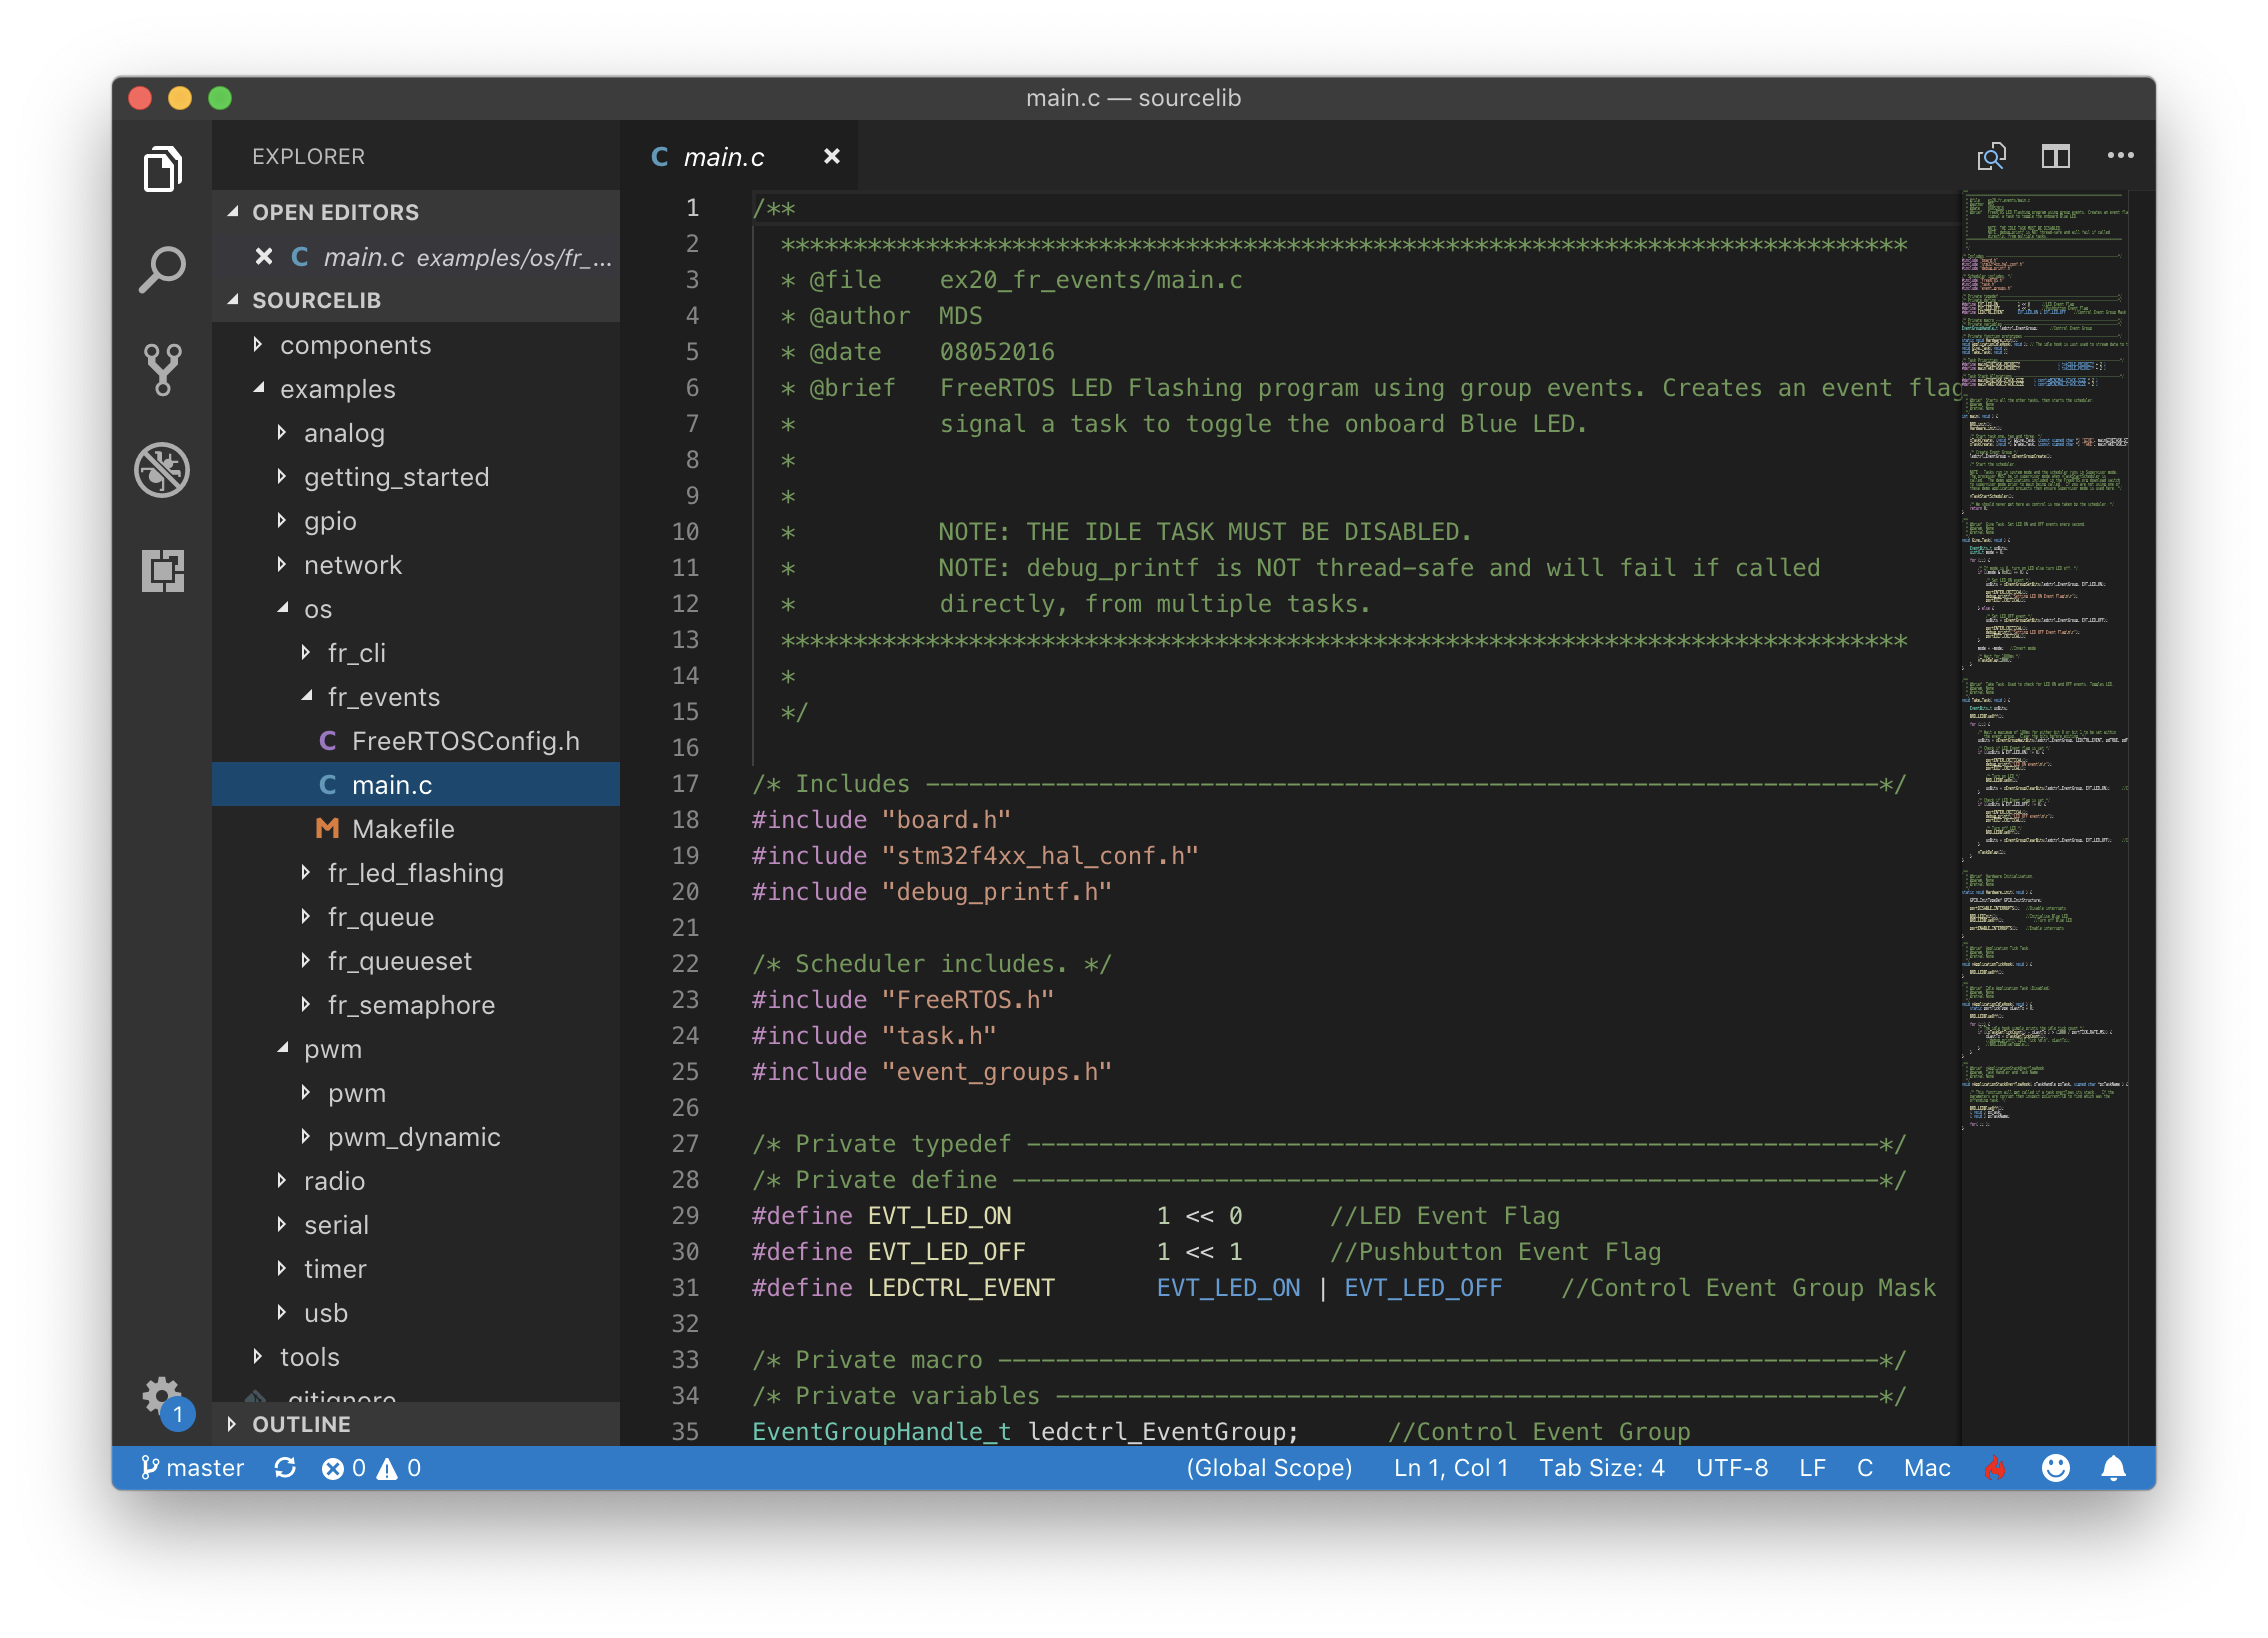 main.c — sourcelib
EXPLORER
OPEN EDITORS
main.c examples/os/fr_...
SOURCELIB
components
examples
analog
getting_started
gpio
network
os
fr_cli
fr_events
C FreeRTOSConfig.h
C main.c
M Makefile
fr_led_flashing
fr_queue
fr_queueset
fr_semaphore
pwm
pwm
pwm_dynamic
radio
serial
timer
usb
tools
.gitignore
OUTLINE
C main.c
1 /**
2 ******************************************************************************
3 * @file    ex20_fr_events/main.c
4 * @author  MDS
5 * @date    08052016
6 * @brief   FreeRTOS LED Flashing program using group events. Creates an event flag
7 *          signal a task to toggle the onboard Blue LED.
8 *
9 *
10 *          NOTE: THE IDLE TASK MUST BE DISABLED.
11 *          NOTE: debug_printf is NOT thread-safe and will fail if called
12 *          directly, from multiple tasks.
13 ******************************************************************************
14 *
15 */
16
17 /* Includes ------------------------------------------------------------------*/
18 #include "board.h"
19 #include "stm32f4xx_hal_conf.h"
20 #include "debug_printf.h"
21
22 /* Scheduler includes. */
23 #include "FreeRTOS.h"
24 #include "task.h"
25 #include "event_groups.h"
26
27 /* Private typedef -----------------------------------------------------------*/
28 /* Private define ------------------------------------------------------------*/
29 #define EVT_LED_ON          1 << 0      //LED Event Flag
30 #define EVT_LED_OFF         1 << 1      //Pushbutton Event Flag
31 #define LEDCTRL_EVENT       EVT_LED_ON | EVT_LED_OFF    //Control Event Group Mask
32
33 /* Private macro -------------------------------------------------------------*/
34 /* Private variables ---------------------------------------------------------*/
35 EventGroupHandle_t ledctrl_EventGroup;      //Control Event Group
1
master 0 0 (Global Scope) Ln 1, Col 1 Tab Size: 4 UTF-8 LF C Mac